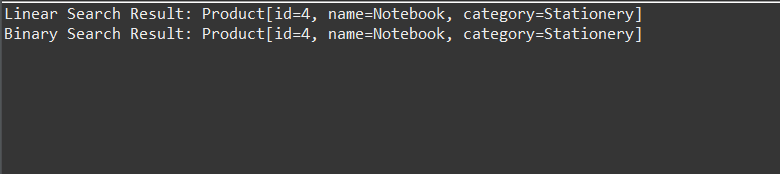 Linear Search Result: Product[id=4, name=Notebook, category=Stationery]
Binary Search Result: Product[id=4, name=Notebook, category=Stationery]